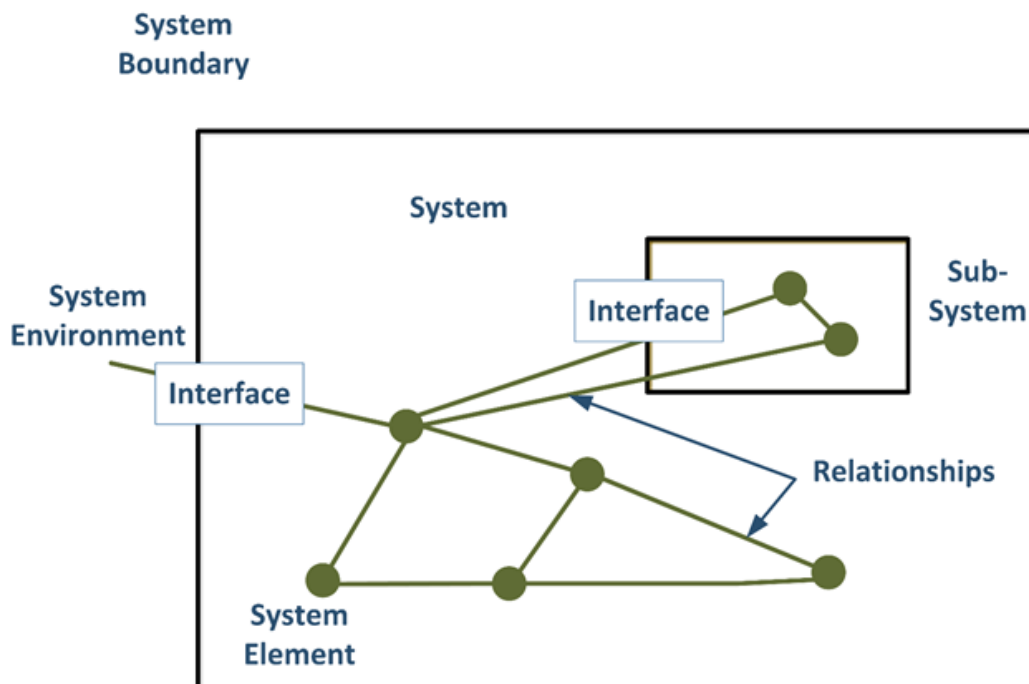 System
Boundary
System
Sub-
System
System
Environment
Interface
Interface
Relationships
System
Element